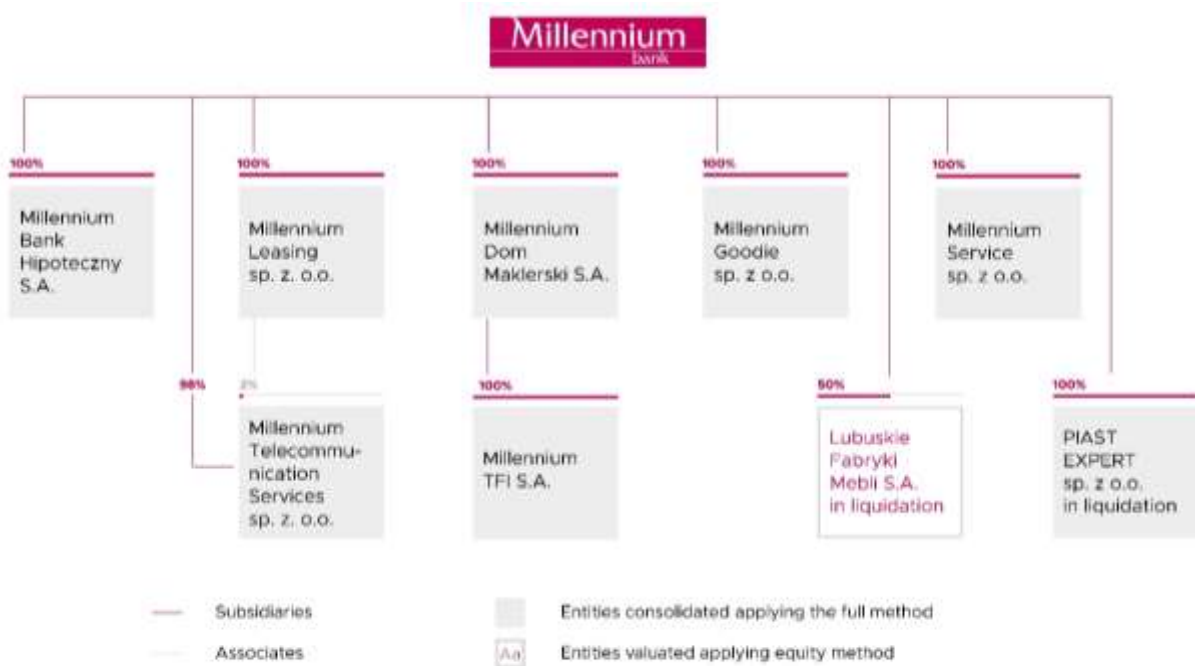 Millennium
bank
100%
Millennium
Bank
Hipoteczny
S.A.
100%
Millennium
Leasing
sp. z. o.o.
100%
Millennium
Dom
Maklerski S.A.
100%
Millennium
Goodie
sp. z o.o.
100%
Millennium
Service
sp. z o.o.
98%
2%
Millennium
Telecommu-
nication
Services
sp. z. o.o.
100%
Millennium
TFI S.A.
50%
Lubuskie
Fabryki
Mebli S.A.
in liquidation
100%
PIAST
EXPERT
sp. z o.o.
in liquidation
Subsidiaries
Entities consolidated applying the full method
Associates
Aa
Entities valuated applying equity method